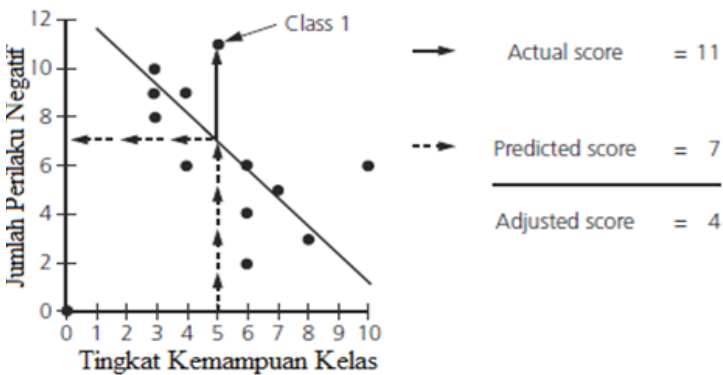 12
Class 1
10
8
6
4
2
0
0 1 2 3 4 5 6 7 8 9 10
Jumlah Perilaku Negatif
Tingkat Kemampuan Kelas
Actual score = 11
Predicted score = 7
Adjusted score = 4